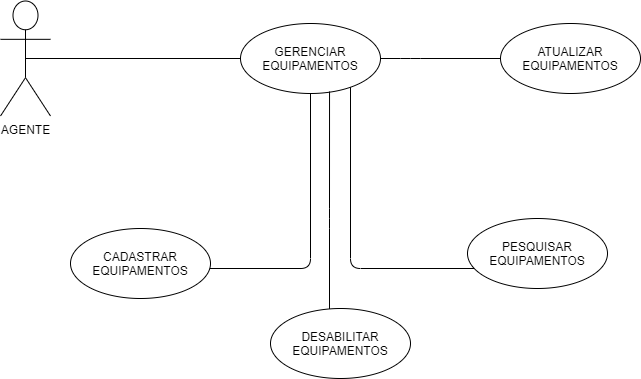 GERENCIAR
EQUIPAMENTOS
ATUALIZAR
EQUIPAMENTOS
AGENTE
CADASTRAR
EQUIPAMENTOS
PESQUISAR
EQUIPAMENTOS
DESABILITAR
EQUIPAMENTOS